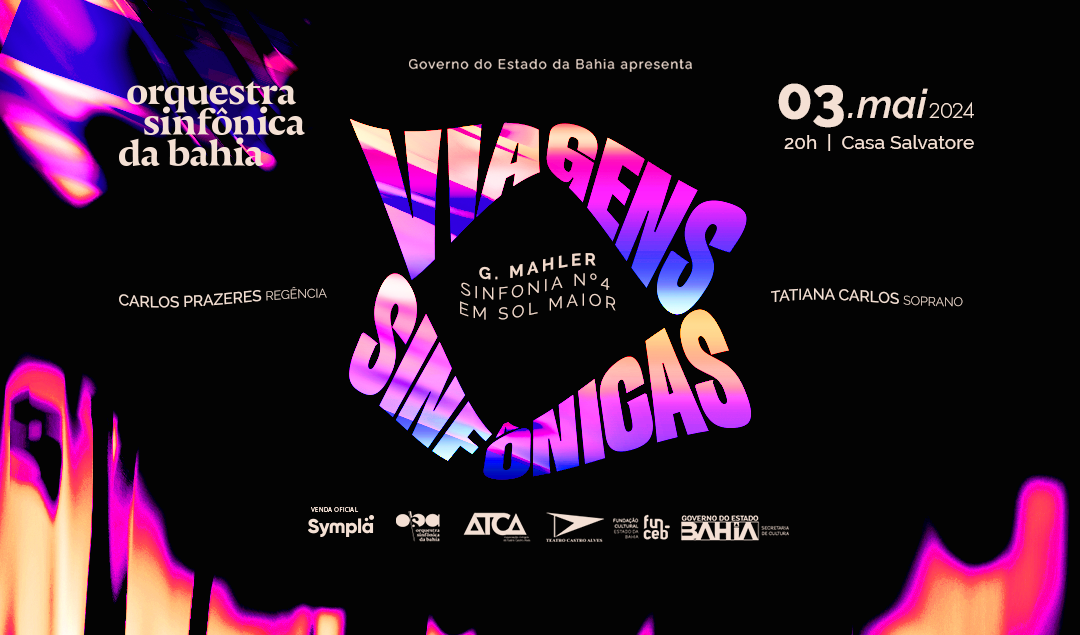 Governo do Estado da Bahia apresenta
orquestra
sinfônica
da bahia
03.mai 2024
20h | Casa Salvatore
VIAGENS
SINFÔNICAS
G. MAHLER
SINFONIA Nº4
EM SOL MAIOR
CARLOS PRAZERES REGÊNCIA
TATIANA CARLOS SOPRANO
VENDA OFICIAL
Sympla
orquestra
sinfônica
da bahia
ATCA
TEATRO CASTRO ALVES
FUNDAÇÃO
CULTURAL
ESTADO DA
BAHIA
fun-
ceb
GOVERNO DO ESTADO
BAHIA
SECRETARIA
DE CULTURA